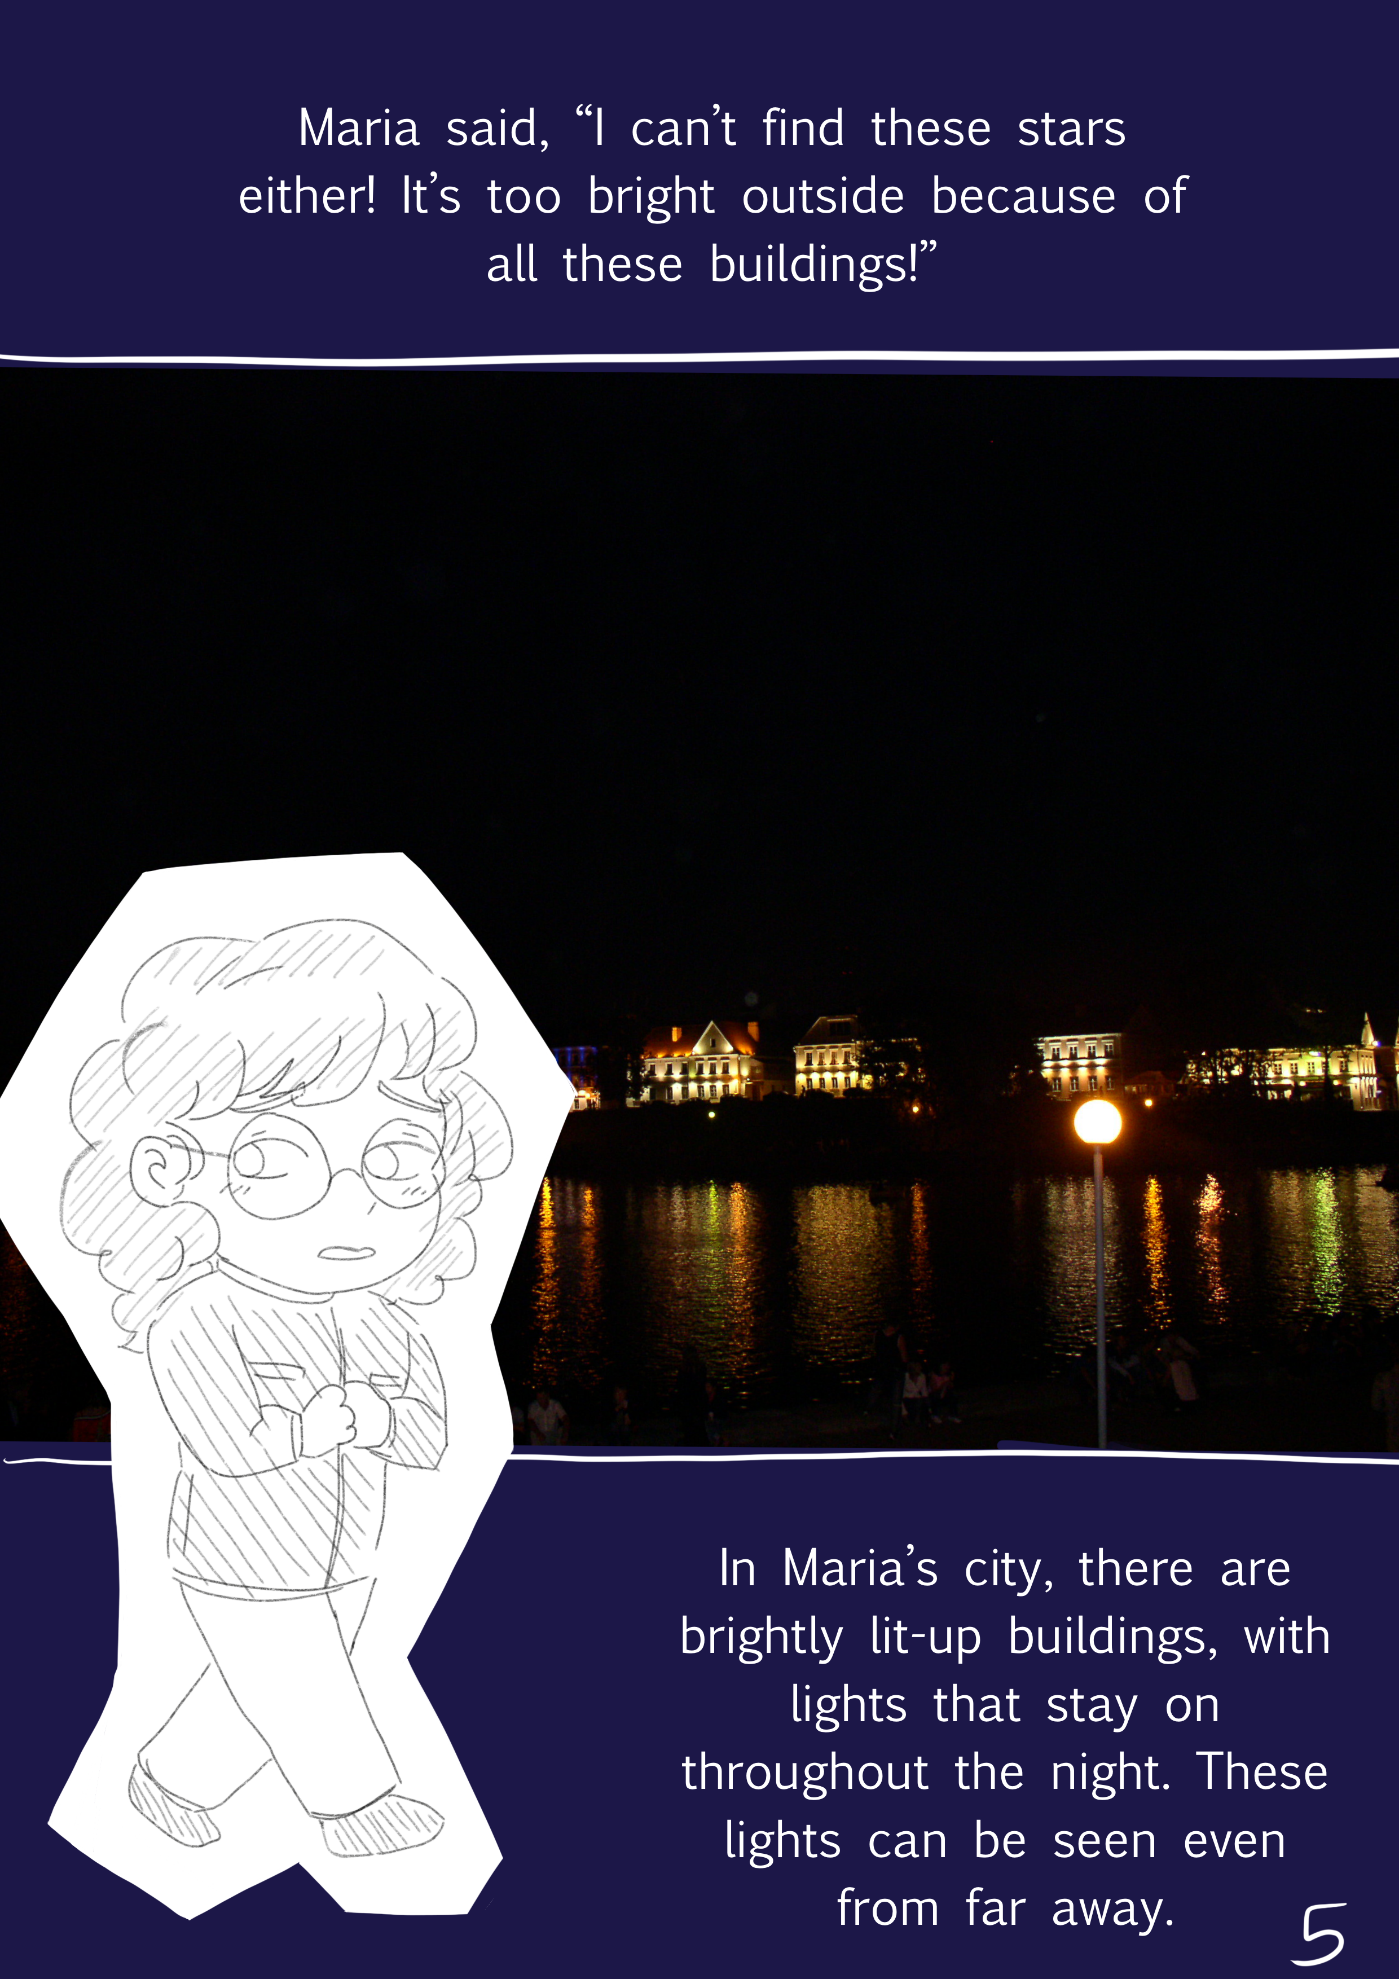 Maria said, “I can’t find these stars
either! It’s too bright outside because of
all these buildings!”
In Maria’s city, there are
brightly lit-up buildings, with
lights that stay on
throughout the night. These
lights can be seen even
from far away.
5